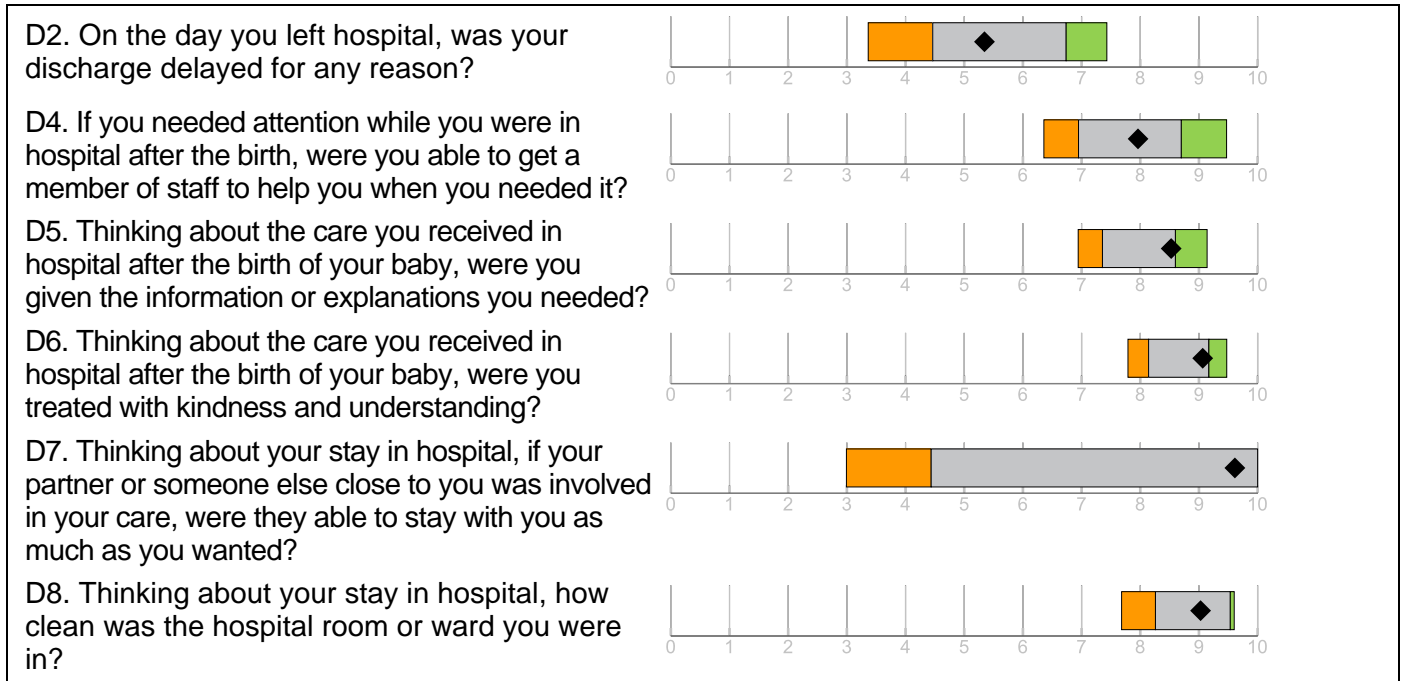 D2. On the day you left hospital, was your
discharge delayed for any reason?
0 1 2 3 4 5 6 7 8 9 10
D4. If you needed attention while you were in
hospital after the birth, were you able to get a
member of staff to help you when you needed it?
0 1 2 3 4 5 6 7 8 9 10
D5. Thinking about the care you received in
hospital after the birth of your baby, were you
given the information or explanations you needed?
0 1 2 3 4 5 6 7 8 9 10
D6. Thinking about the care you received in
hospital after the birth of your baby, were you
treated with kindness and understanding?
0 1 2 3 4 5 6 7 8 9 10
D7. Thinking about your stay in hospital, if your
partner or someone else close to you was involved
in your care, were they able to stay with you as
much as you wanted?
0 1 2 3 4 5 6 7 8 9 10
D8. Thinking about your stay in hospital, how
clean was the hospital room or ward you were
in?
0 1 2 3 4 5 6 7 8 9 10